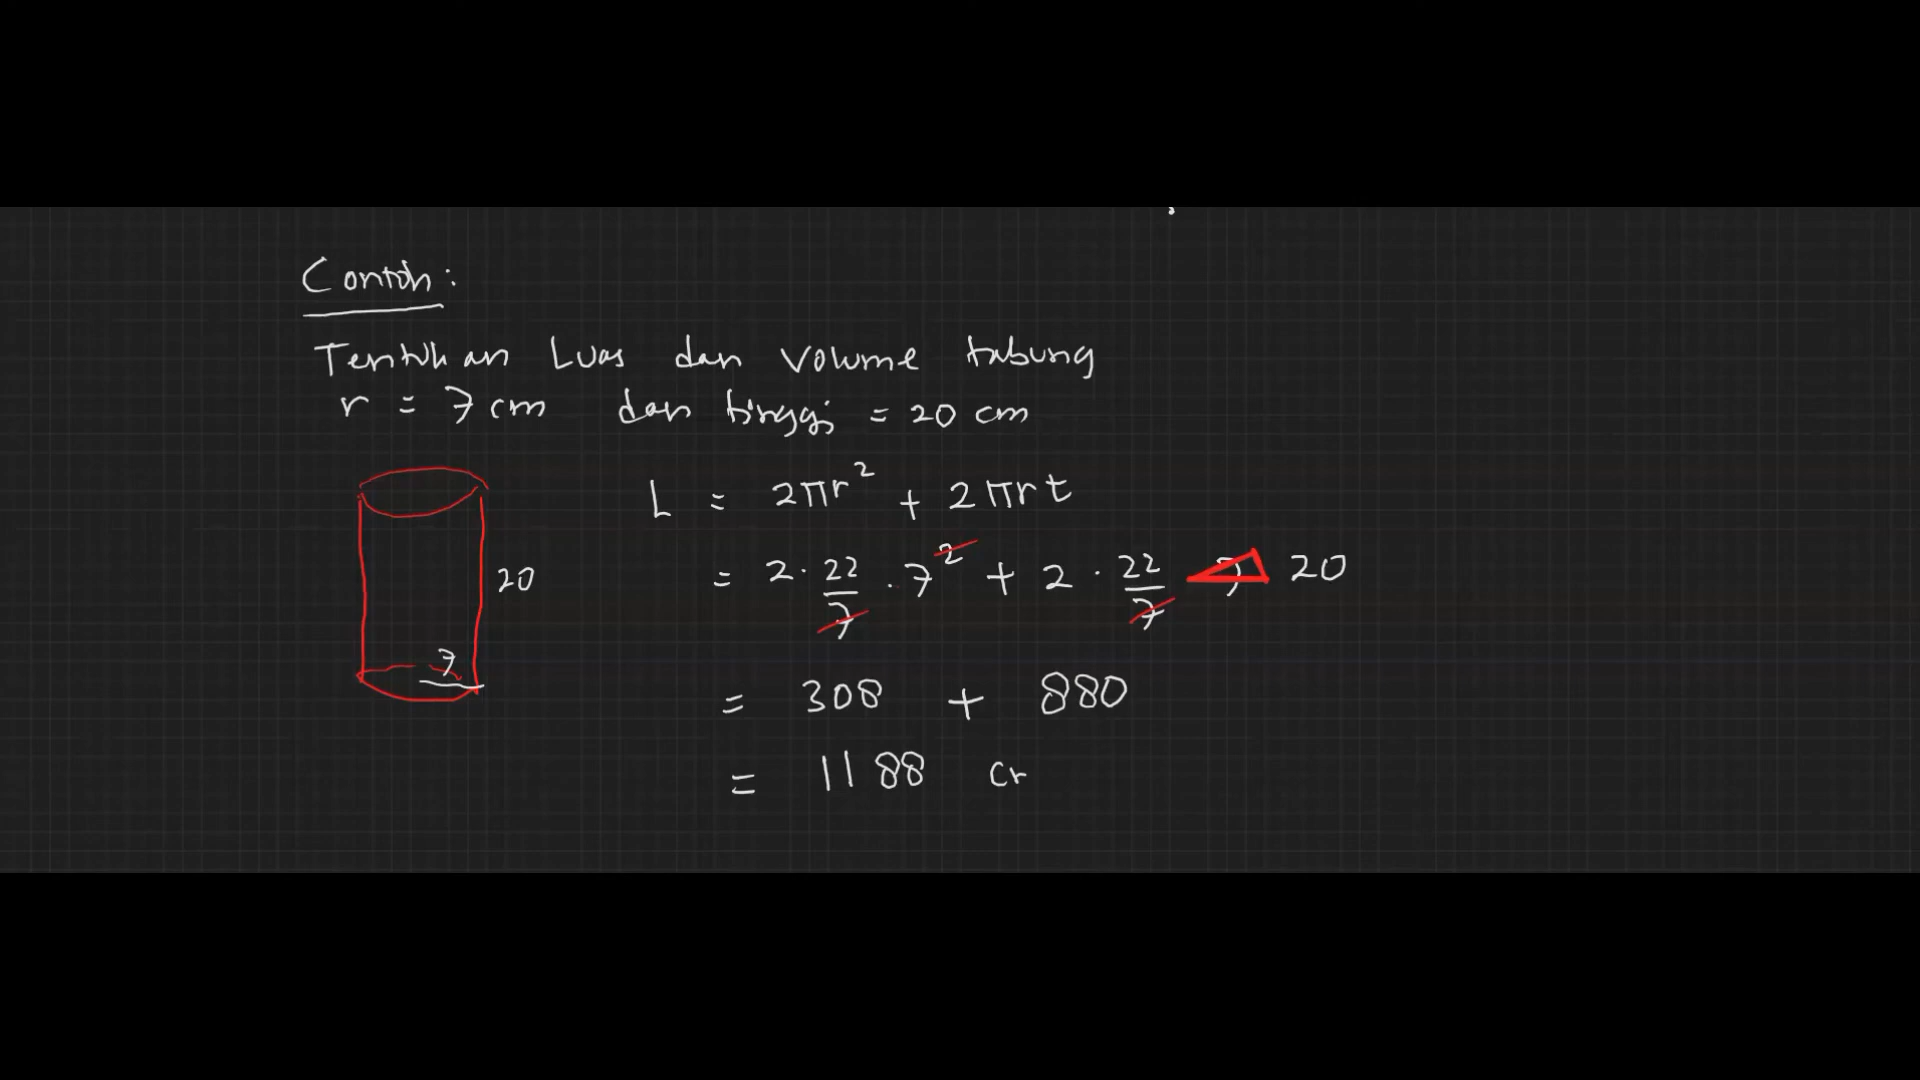 Contoh:
Tentukan Luas dan Volume tabung
r = 7 cm dan tinggi = 20 cm
L = 2πr² + 2πrt
20
= 2 · 22/7 · 7² + 2 · 22/7 7 20
7
= 308 + 880
= 1188 cr